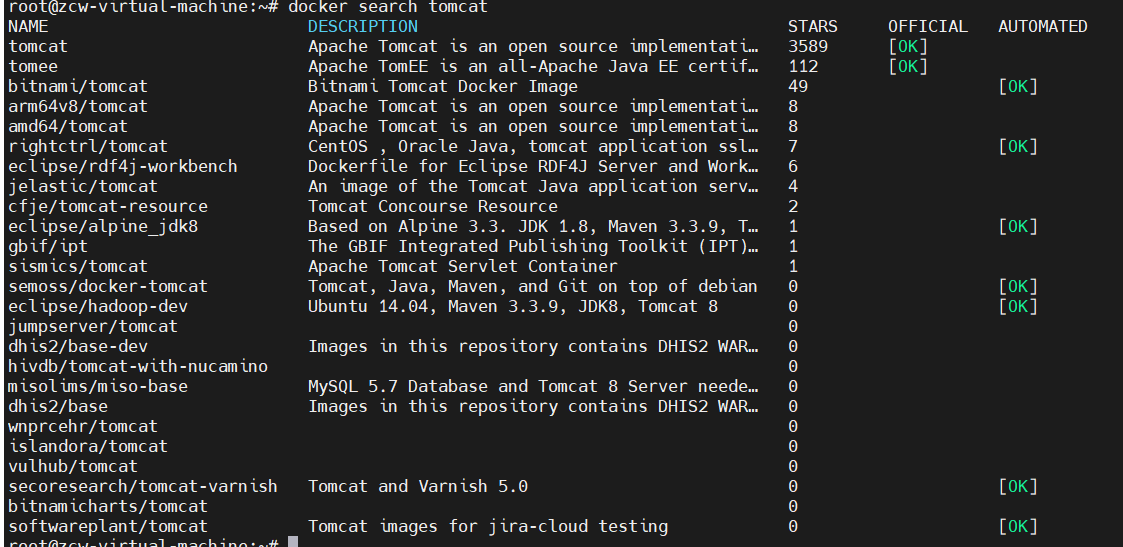 root@zcw-virtual-machine:~# docker search tomcat
NAME DESCRIPTION STARS OFFICIAL AUTOMATED
tomcat Apache Tomcat is an open source implementati… 3589 [OK]
tomee Apache TomEE is an all-Apache Java EE certif… 112 [OK]
bitnami/tomcat Bitnami Tomcat Docker Image 49 [OK]
arm64v8/tomcat Apache Tomcat is an open source implementati… 8
amd64/tomcat Apache Tomcat is an open source implementati… 8
rightctrl/tomcat CentOS , Oracle Java, tomcat application ssl… 7 [OK]
eclipse/rdf4j-workbench Dockerfile for Eclipse RDF4J Server and Work… 6
jelastic/tomcat An image of the Tomcat Java application serv… 4
cfje/tomcat-resource Tomcat Concourse Resource 2
eclipse/alpine_jdk8 Based on Alpine 3.3. JDK 1.8, Maven 3.3.9, T… 1 [OK]
gbif/ipt The GBIF Integrated Publishing Toolkit (IPT)… 1
sismics/tomcat Apache Tomcat Servlet Container 1
semoss/docker-tomcat Tomcat, Java, Maven, and Git on top of debian 0 [OK]
eclipse/hadoop-dev Ubuntu 14.04, Maven 3.3.9, JDK8, Tomcat 8 0 [OK]
jumpserver/tomcat 0
dhis2/base-dev Images in this repository contains DHIS2 WAR… 0
hivdb/tomcat-with-nucamino 0
misolims/miso-base MySQL 5.7 Database and Tomcat 8 Server neede… 0
dhis2/base Images in this repository contains DHIS2 WAR… 0
wnprcehr/tomcat 0
islandora/tomcat 0
vulhub/tomcat 0
secoresearch/tomcat-varnish Tomcat and Varnish 5.0 0 [OK]
bitnamicharts/tomcat 0
softwareplant/tomcat Tomcat images for jira-cloud testing 0 [OK]
root@zcw-virtual-machine:~#